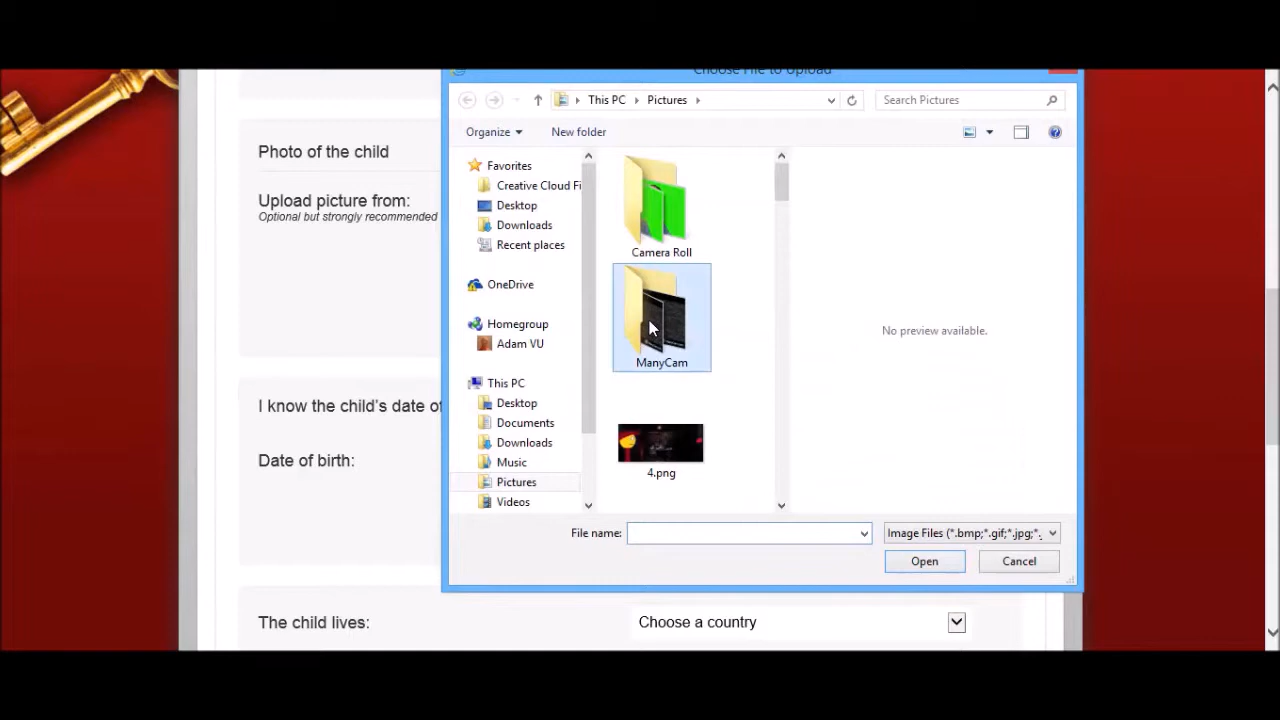 Choose File to Upload
This PC
Pictures
Search Pictures
Organize
New folder
Favorites
Creative Cloud Fi
Desktop
Downloads
Recent places
OneDrive
Homegroup
Adam VU
This PC
Desktop
Documents
Downloads
Music
Pictures
Videos
Camera Roll
ManyCam
4.png
No preview available.
File name:
Image Files (*.bmp;*.gif;*.jpg;*.
Open
Cancel
Photo of the child
Upload picture from:
Optional but strongly recommended
I know the child's date of
Date of birth:
The child lives:
Choose a country